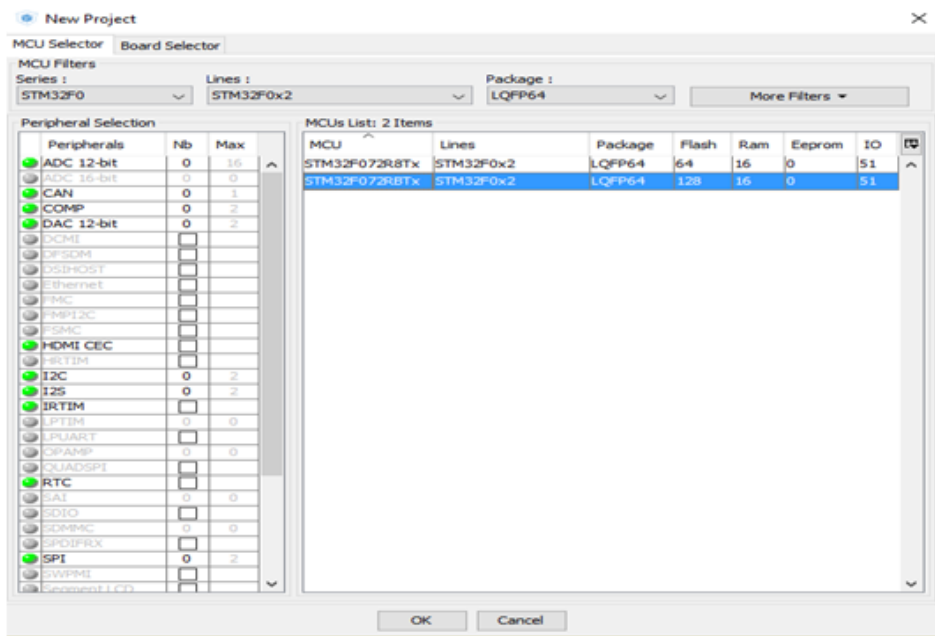 New Project
MCU Selector Board Selector
MCU Filters
Series : Lines : Package :
STM32F0 STM32F0x2 LQFP64 More Filters
Peripheral Selection
Peripherals Nb Max
ADC 12-bit 0 16
ADC 16-bit 0 0
CAN 0 1
COMP 0 2
DAC 12-bit 0 2
DCMI
DFSDM
DSIHOST
Ethernet
FMC
FMPI2C
FSMC
HDMI CEC
HRTIM
I2C 0 2
I2S 0 2
IRTIM
LPTIM 0 0
LPUART
OPAMP 0 0
QUADSPI
RTC
SAI 0 0
SDIO
SDMMC 0 0
SPDIFRX
SPI 0 2
SWPMI
Segment LCD
MCUs List: 2 Items
MCU Lines Package Flash Ram Eeprom IO
STM32F072R8Tx STM32F0x2 LQFP64 64 16 0 51
STM32F072RBTx STM32F0x2 LQFP64 128 16 0 51
OK Cancel